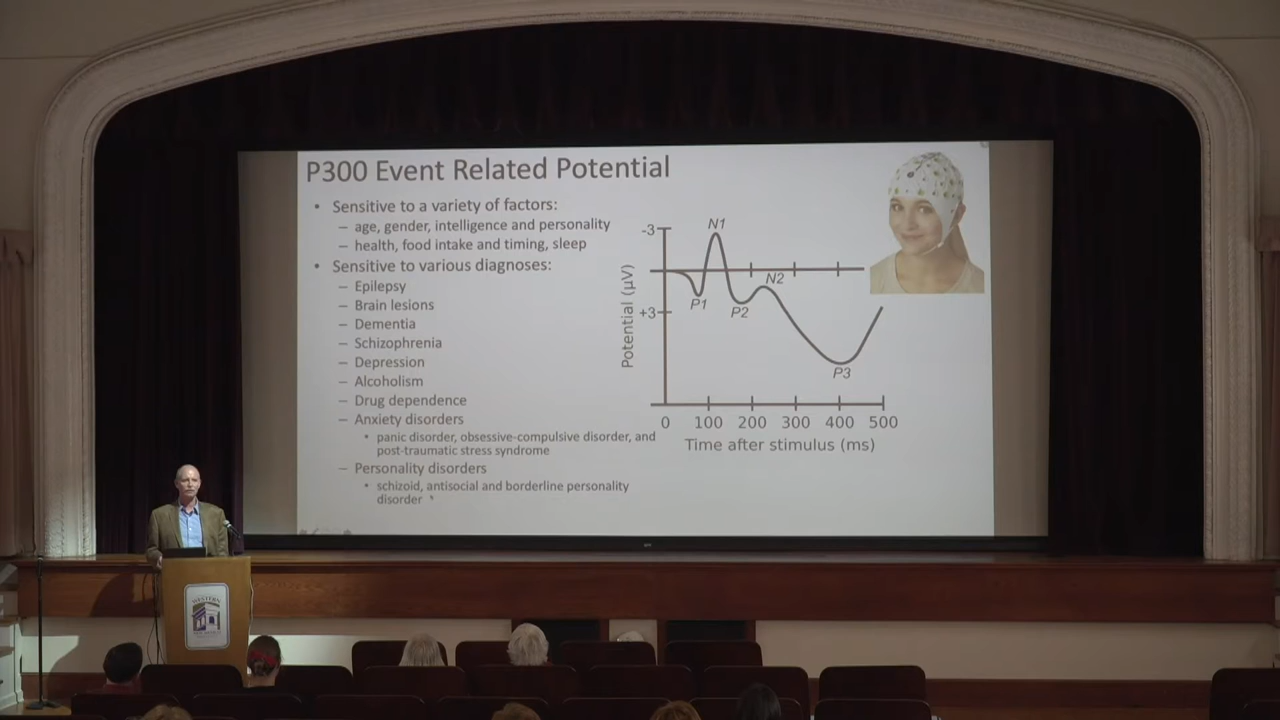 P300 Event Related Potential
• Sensitive to a variety of factors:
– age, gender, intelligence and personality
– health, food intake and timing, sleep
• Sensitive to various diagnoses:
– Epilepsy
– Brain lesions
– Dementia
– Schizophrenia
– Depression
– Alcoholism
– Drug dependence
– Anxiety disorders
• panic disorder, obsessive-compulsive disorder, and
post-traumatic stress syndrome
– Personality disorders
• schizoid, antisocial and borderline personality
disorder
Potential (μV)
-3
+3
N1
P1
P2
N2
P3
0 100 200 300 400 500
Time after stimulus (ms)
WESTERN